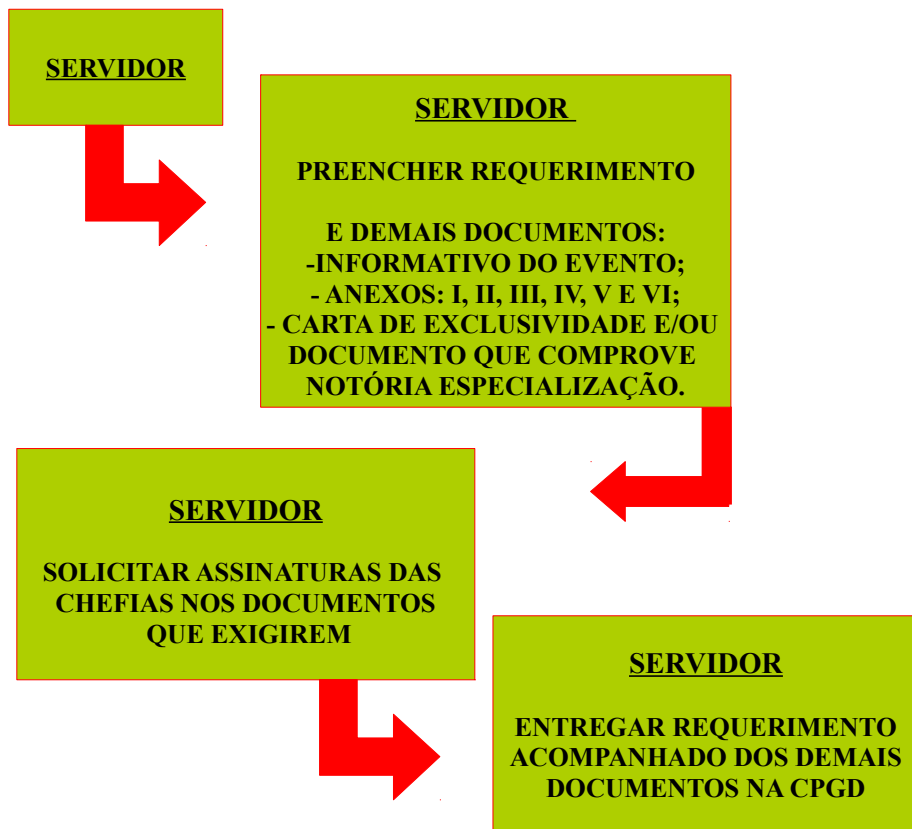 SERVIDOR
SERVIDOR
PREENCHER REQUERIMENTO
E DEMAIS DOCUMENTOS:
-INFORMATIVO DO EVENTO;
- ANEXOS: I, II, III, IV, V E VI;
- CARTA DE EXCLUSIVIDADE E/OU
DOCUMENTO QUE COMPROVE
NOTÓRIA ESPECIALIZAÇÃO.
SERVIDOR
SOLICITAR ASSINATURAS DAS
CHEFIAS NOS DOCUMENTOS
QUE EXIGIREM
SERVIDOR
ENTREGAR REQUERIMENTO
ACOMPANHADO DOS DEMAIS
DOCUMENTOS NA CPGD